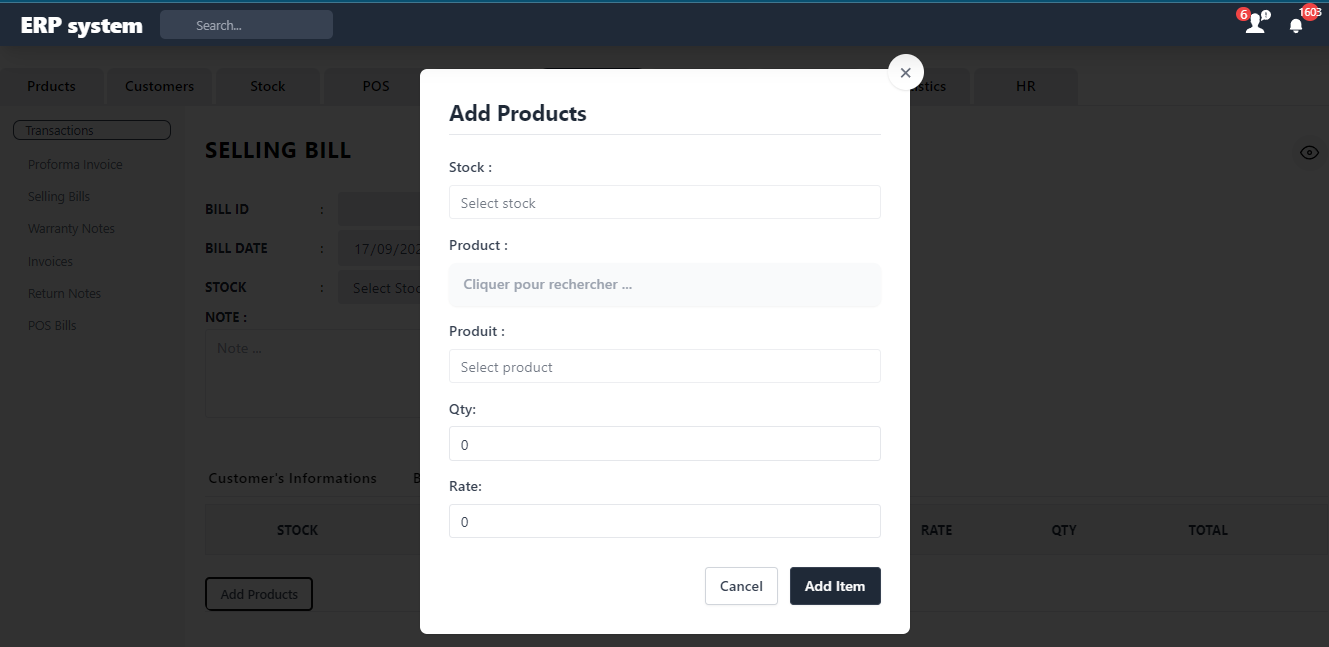 ERP system
Search...
6
1603
Prducts
Customers
Stock
POS
stics
HR
Transactions
Proforma Invoice
Selling Bills
Warranty Notes
Invoices
Return Notes
POS Bills
SELLING BILL
BILL ID :
BILL DATE : 17/09/202
STOCK : Select Stoc
NOTE :
Note ...
Customer's Informations B
STOCK RATE QTY TOTAL
Add Products
Add Products
Stock :
Select stock
Product :
Cliquer pour rechercher ...
Produit :
Select product
Qty:
0
Rate:
0
Cancel
Add Item